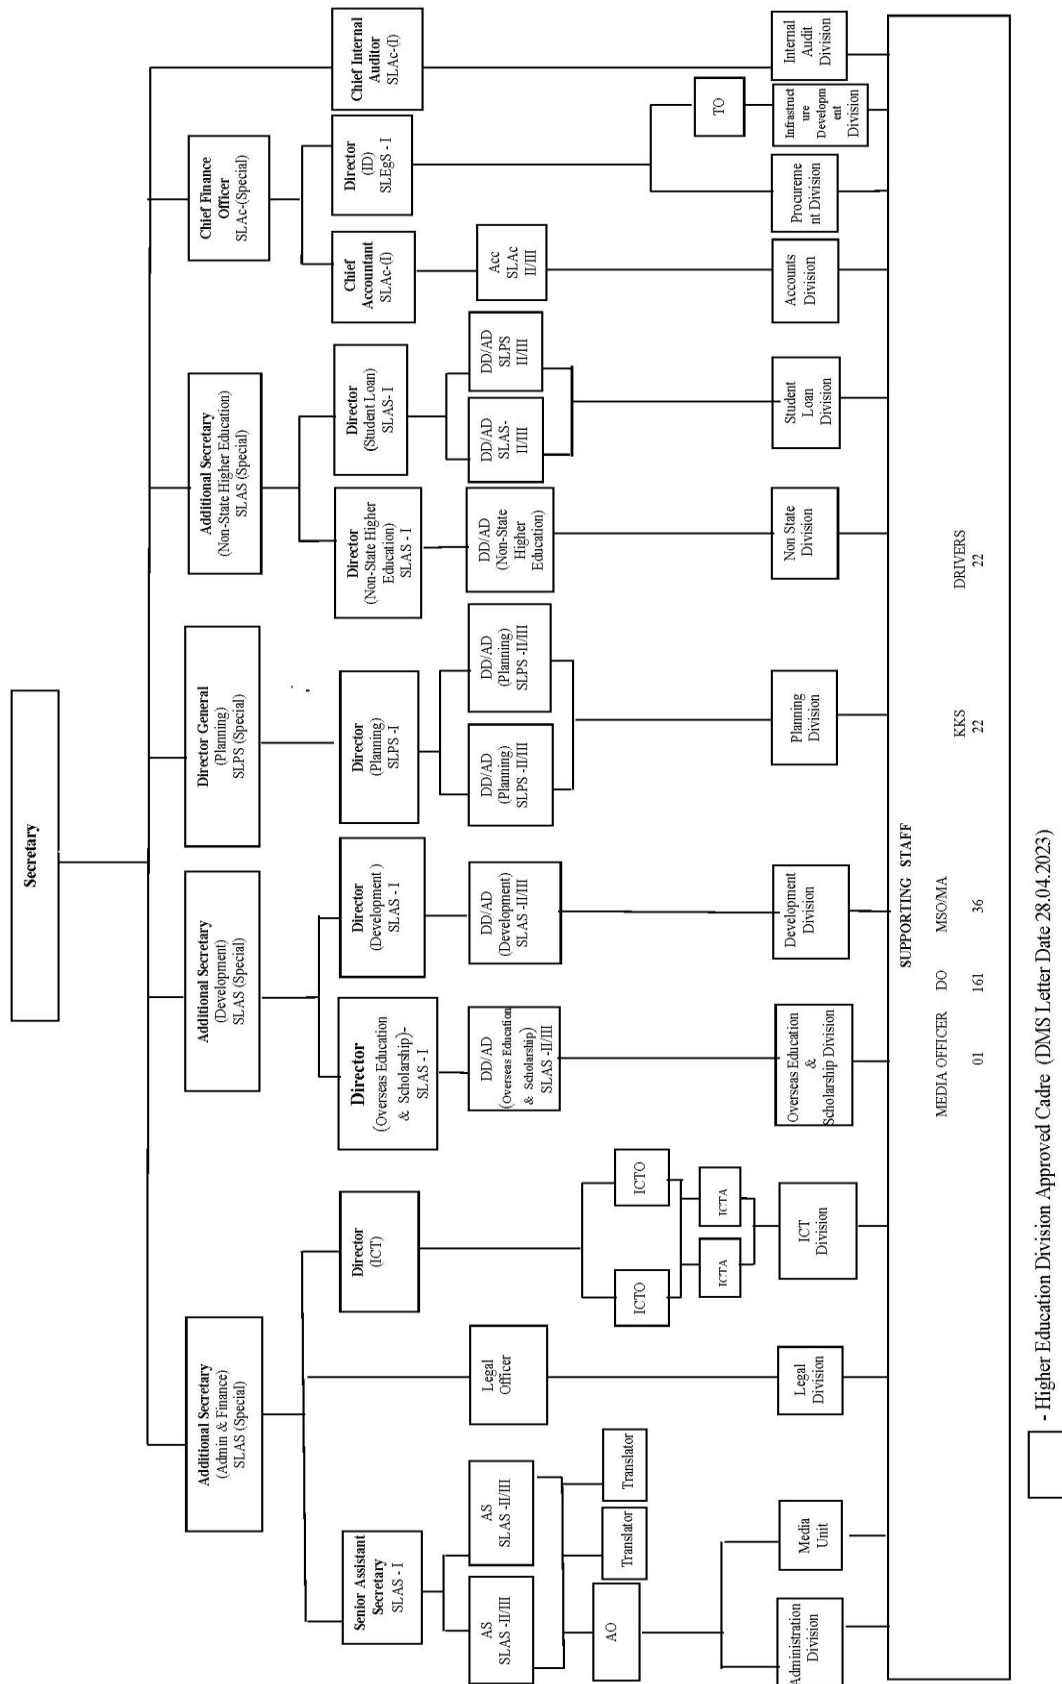 Secretary
Additional Secretary
(Admin & Finance)
SLAS (Special)
Additional Secretary
(Development)
SLAS (Special)
Director General
(Planning)
SLPS (Special)
Additional Secretary
(Non-State Higher Education)
SLAS (Special)
Chief Finance
Officer
SLAc-(Special)
Senior Assistant
Secretary
SLAS - I
Director
(ICT)
Director
(Overseas Education
& Scholarship)-
SLAS - I
Director
(Development )
SLAS - I
Director
(Planning)
SLPS -I
Director
(Non-State Higher
Education)
SLAS - I
Director
(Student Loan)
SLAS- I
Chief
Accountant
SLAc-(I)
Director
(ID)
SLEgS - I
Chief Internal
Auditor
SLAc-(I)
AS
SLAS -II/III
AS
SLAS -II/III
Legal
Officer
DD/AD
(Overseas Education
& Scholarship)
SLAS -II/III
DD/AD
(Development)
SLAS -II/III
DD/AD
(Planning)
SLPS -II/III
DD/AD
(Planning)
SLPS -II/III
DD/AD
(Non-State
Higher
Education)
DD/AD
SLAS-
II/III
DD/AD
SLPS
II/III
Acc
SLAc
II/III
AO
Translator
Translator
ICTO
ICTO
ICTA
ICTA
TO
Administration
Division
Media
Unit
Legal
Division
ICT
Division
Overseas Education
&
Scholarship Division
Development
Division
Planning
Division
Non State
Division
Student
Loan
Division
Accounts
Division
Procureme
nt Division
Infrastruct
ure
Developm
ent
Division
Internal
Audit
Division
SUPPORTING STAFF
MEDIA OFFICER DO MSO/MA KKS DRIVERS
01 161 36 22 22
- Higher Education Division Approved Cadre (DMS Letter Date 28.04.2023)